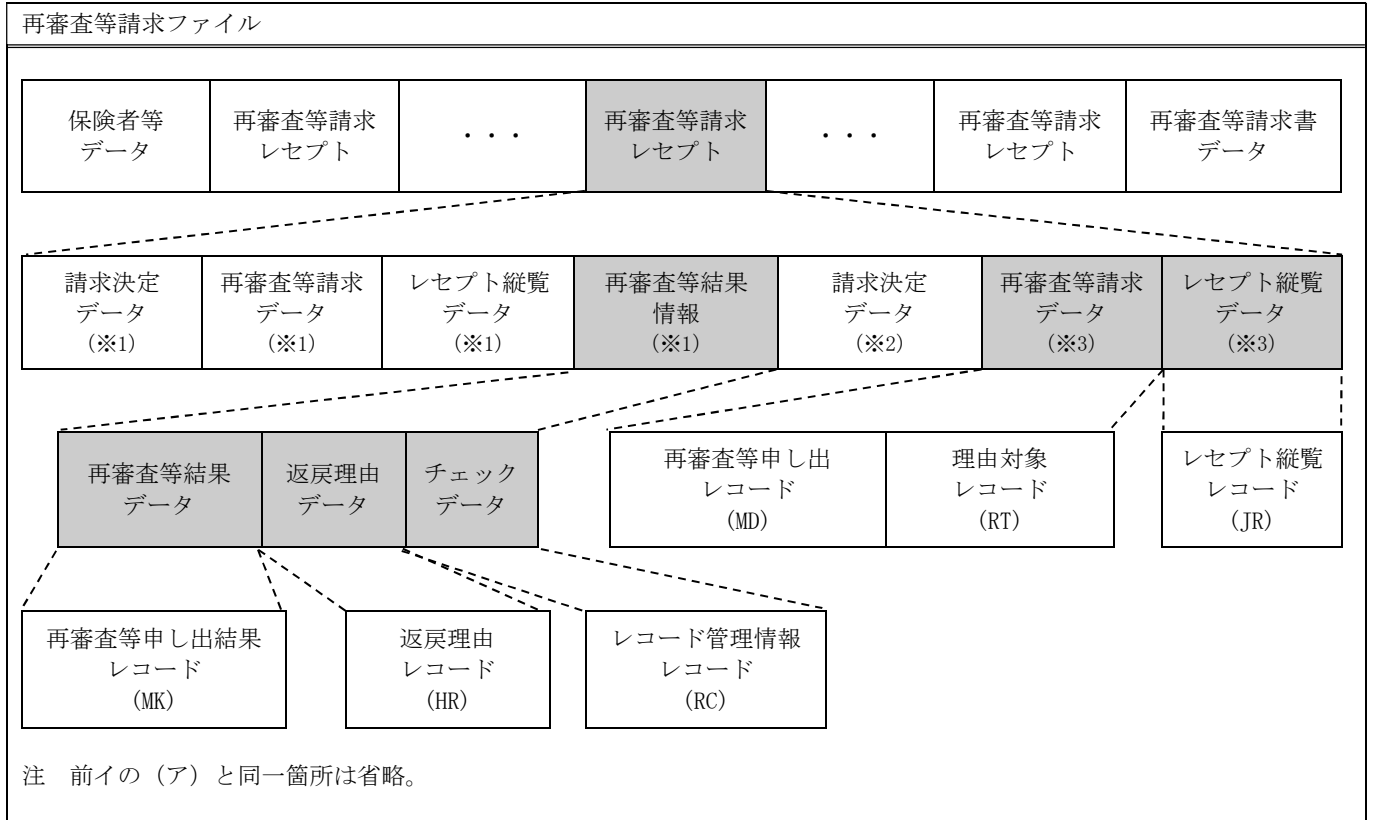 再審査等請求ファイル
保険者等
データ
再審査等請求
レセプト
・・・
再審査等請求
レセプト
・・・
再審査等請求
レセプト
再審査等請求書
データ
請求決定
データ
(※1)
再審査等請求
データ
(※1)
レセプト縦覧
データ
(※1)
再審査等結果
情報
(※1)
請求決定
データ
(※2)
再審査等請求
データ
(※3)
レセプト縦覧
データ
(※3)
再審査等結果
データ
返戻理由
データ
チェック
データ
再審査等申し出
レコード
(MD)
理由対象
レコード
(RT)
レセプト縦覧
レコード
(JR)
再審査等申し出結果
レコード
(MK)
返戻理由
レコード
(HR)
レコード管理情報
レコード
(RC)
注　前イの（ア）と同一箇所は省略。